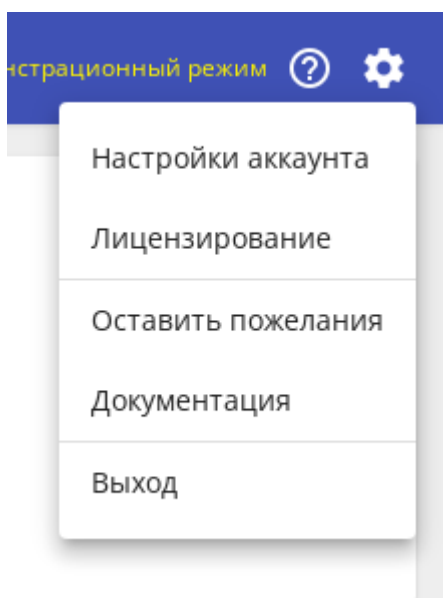 нстрационный режим
Настройки аккаунта
Лицензирование
Оставить пожелания
Документация
Выход